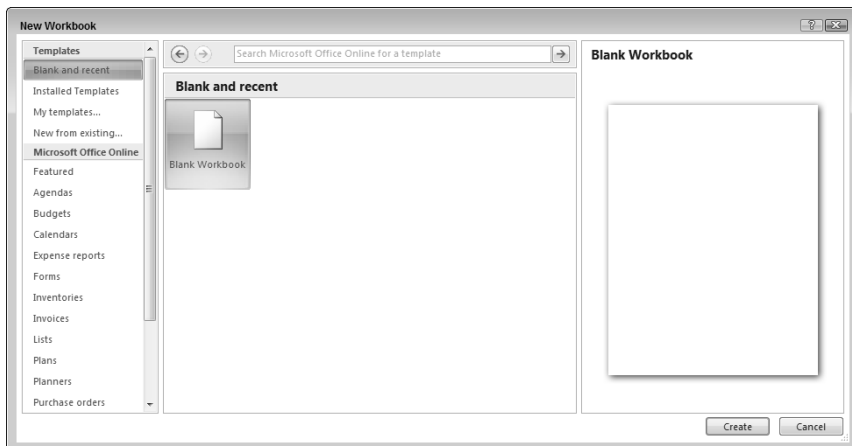 New Workbook
Templates
Blank and recent
Installed Templates
My templates...
New from existing...
Microsoft Office Online
Featured
Agendas
Budgets
Calendars
Expense reports
Forms
Inventories
Invoices
Lists
Plans
Planners
Purchase orders
Search Microsoft Office Online for a template
Blank and recent
Blank Workbook
Blank Workbook
Create
Cancel